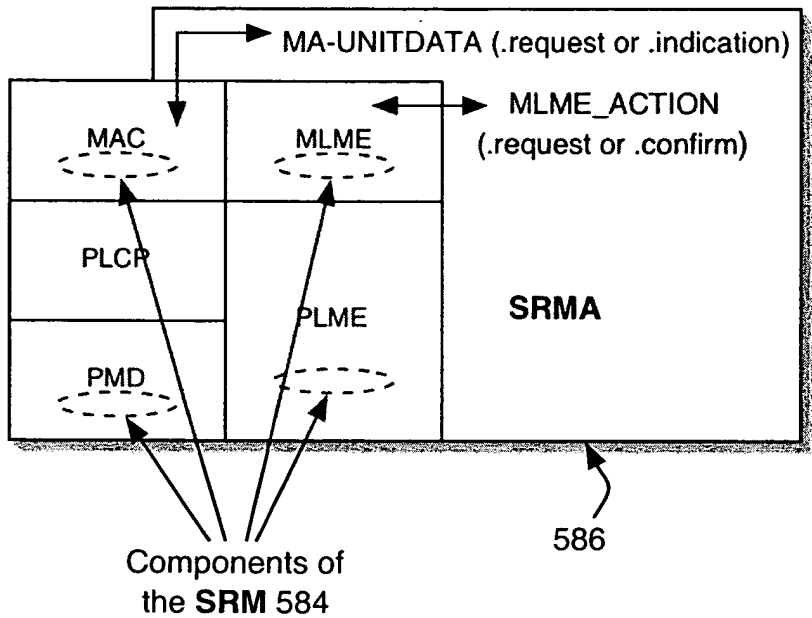 MA-UNITDATA (.request or .indication)
MAC
MLME
MLME_ACTION
(.request or .confirm)
PLCP
PLME
SRMA
PMD
586
Components of
the SRM 584